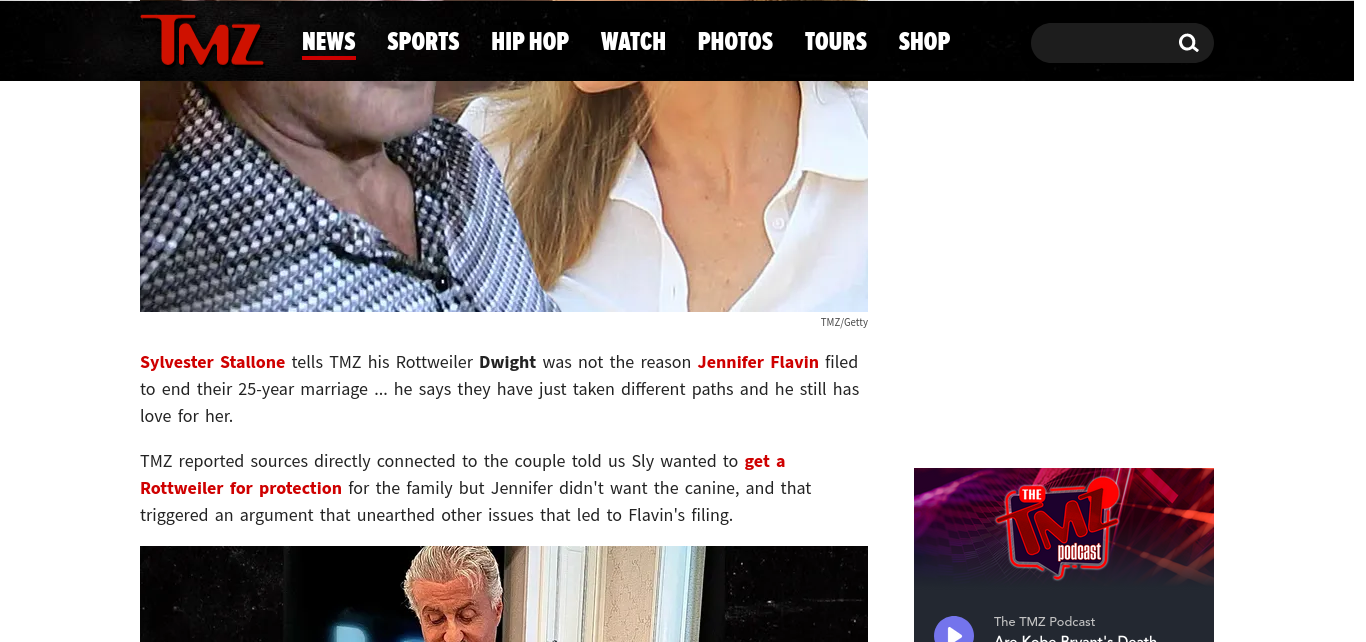 TMZ
NEWS SPORTS HIP HOP WATCH PHOTOS TOURS SHOP
TMZ/Getty
Sylvester Stallone tells TMZ his Rottweiler Dwight was not the reason Jennifer Flavin filed
to end their 25-year marriage ... he says they have just taken different paths and he still has
love for her.
TMZ reported sources directly connected to the couple told us Sly wanted to get a
Rottweiler for protection for the family but Jennifer didn't want the canine, and that
triggered an argument that unearthed other issues that led to Flavin's filing.
THE
TMZ
podcast
The TMZ Podcast
Are Kobe Bryant's Death